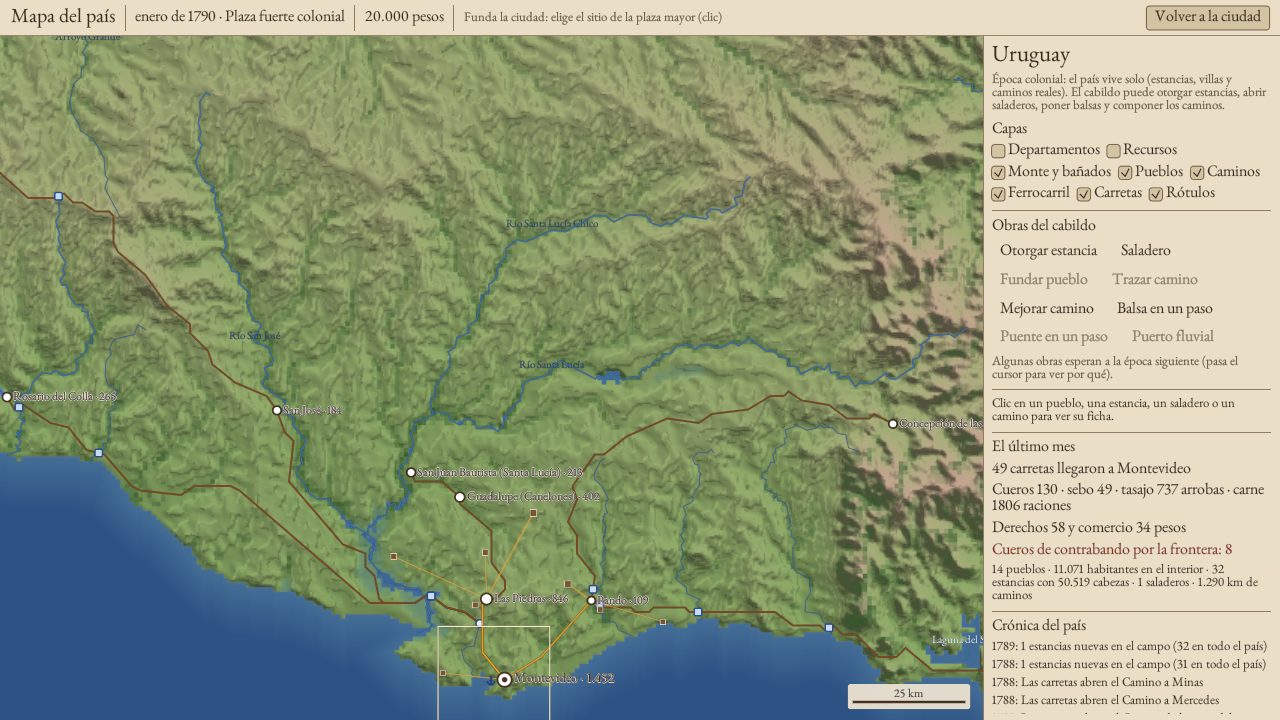 Mapa del país
enero de 1790 · Plaza fuerte colonial
20.000 pesos
Funda la ciudad: elige el sitio de la plaza mayor (clic)
Volver a la ciudad
Arroyo Grande
Río Santa Lucía Chico
Río San José
Río Santa Lucía
Rosario del Colla · 265
San José · 484
Concepción de las
San Juan Bautista (Santa Lucía) · 213
Guadalupe (Canelones) · 402
Las Piedras · 846
Pando · 109
Laguna del S
Montevideo · 1.452
25 km
Uruguay
Época colonial: el país vive solo (estancias, villas y
caminos reales). El cabildo puede otorgar estancias, abrir
saladeros, poner balsas y componer los caminos.
Capas
Departamentos
Recursos
Monte y bañados
Pueblos
Caminos
Ferrocarril
Carretas
Rótulos
Obras del cabildo
Otorgar estancia
Saladero
Fundar pueblo
Trazar camino
Mejorar camino
Balsa en un paso
Puente en un paso
Puerto fluvial
Algunas obras esperan a la época siguiente (pasa el
cursor para ver por qué).
Clic en un pueblo, una estancia, un saladero o un
camino para ver su ficha.
El último mes
49 carretas llegaron a Montevideo
Cueros 130 · sebo 49 · tasajo 737 arrobas · carne
1806 raciones
Derechos 58 y comercio 34 pesos
Cueros de contrabando por la frontera: 8
14 pueblos · 11.071 habitantes en el interior · 32
estancias con 50.519 cabezas · 1 saladeros · 1.290 km de
caminos
Crónica del país
1789: 1 estancias nuevas en el campo (32 en todo el país)
1788: 1 estancias nuevas en el campo (31 en todo el país)
1788: Las carretas abren el Camino a Minas
1788: Las carretas abren el Camino a Mercedes